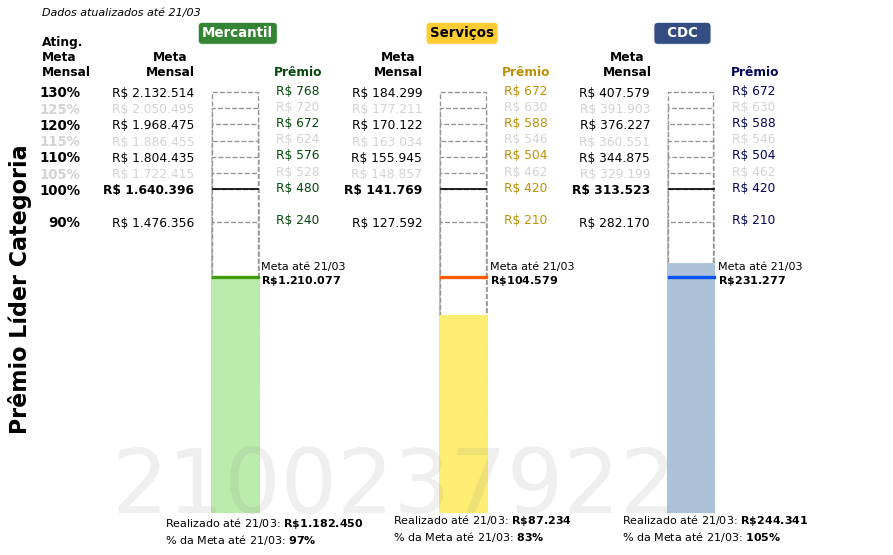 Dados atualizados até 21/03
Mercantil Serviços CDC
Ating. Meta Mensal
Meta Mensal Prêmio Meta Mensal Prêmio Meta Mensal Prêmio
130% R$ 2.132.514 R$ 768 R$ 184.299 R$ 672 R$ 407.579 R$ 672
125% R$ 2.050.495 R$ 720 R$ 177.211 R$ 630 R$ 391.903 R$ 630
120% R$ 1.968.475 R$ 672 R$ 170.122 R$ 588 R$ 376.227 R$ 588
115% R$ 1.886.455 R$ 624 R$ 163.034 R$ 546 R$ 360.551 R$ 546
110% R$ 1.804.435 R$ 576 R$ 155.945 R$ 504 R$ 344.875 R$ 504
105% R$ 1.722.415 R$ 528 R$ 148.857 R$ 462 R$ 329.199 R$ 462
100% R$ 1.640.396 R$ 480 R$ 141.769 R$ 420 R$ 313.523 R$ 420
90% R$ 1.476.356 R$ 240 R$ 127.592 R$ 210 R$ 282.170 R$ 210
Meta até 21/03 Meta até 21/03 Meta até 21/03
R$1.210.077 R$104.579 R$231.277
Prêmio Líder Categoria
2100237922
Realizado até 21/03: R$1.182.450 Realizado até 21/03: R$87.234 Realizado até 21/03: R$244.341
% da Meta até 21/03: 97% % da Meta até 21/03: 83% % da Meta até 21/03: 105%